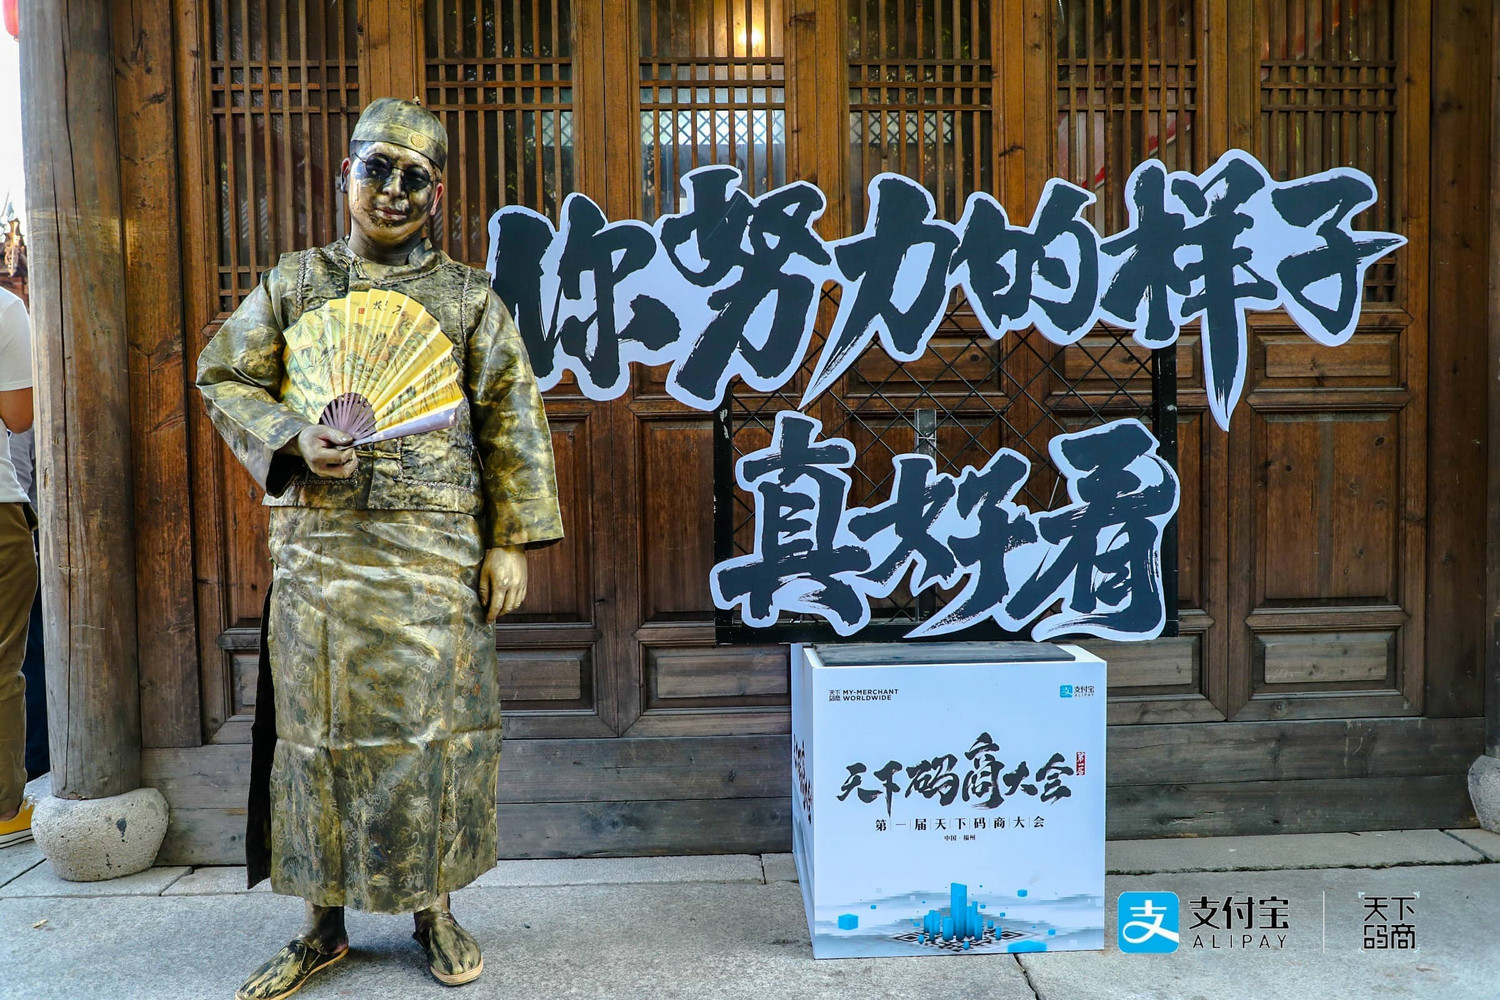 你努力的样子
真好看
天下码商 MY-MERCHANT WORLDWIDE
支付宝 ALIPAY
天下码商大会
第一届
第一届天下码商大会
中国·福州
支付宝
ALIPAY
天下
码商